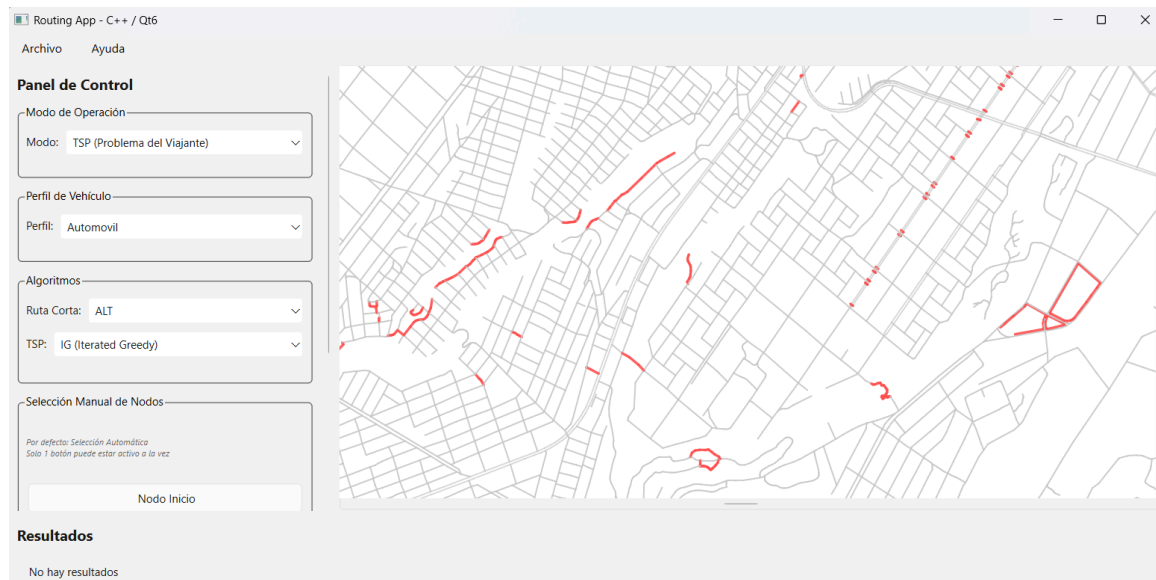 Routing App - C++ / Qt6
Archivo Ayuda
Panel de Control
Modo de Operación
Modo: TSP (Problema del Viajante)
Perfil de Vehículo
Perfil: Automovil
Algoritmos
Ruta Corta: ALT
TSP: IG (Iterated Greedy)
Selección Manual de Nodos
Por defecto: Selección Automática
Solo 1 botón puede estar activo a la vez
Nodo Inicio
Resultados
No hay resultados